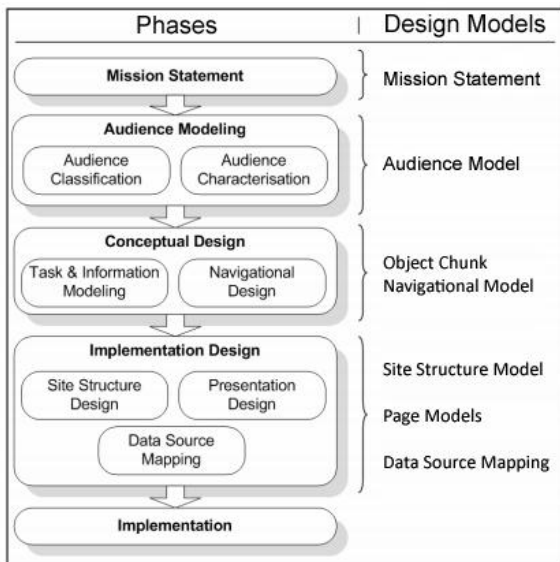 Phases | Design Models
Mission Statement
Mission Statement
Audience Modeling
Audience
Classification
Audience
Characterisation
Audience Model
Conceptual Design
Task & Information
Modeling
Navigational
Design
Object Chunk
Navigational Model
Implementation Design
Site Structure
Design
Presentation
Design
Data Source
Mapping
Site Structure Model
Page Models
Data Source Mapping
Implementation